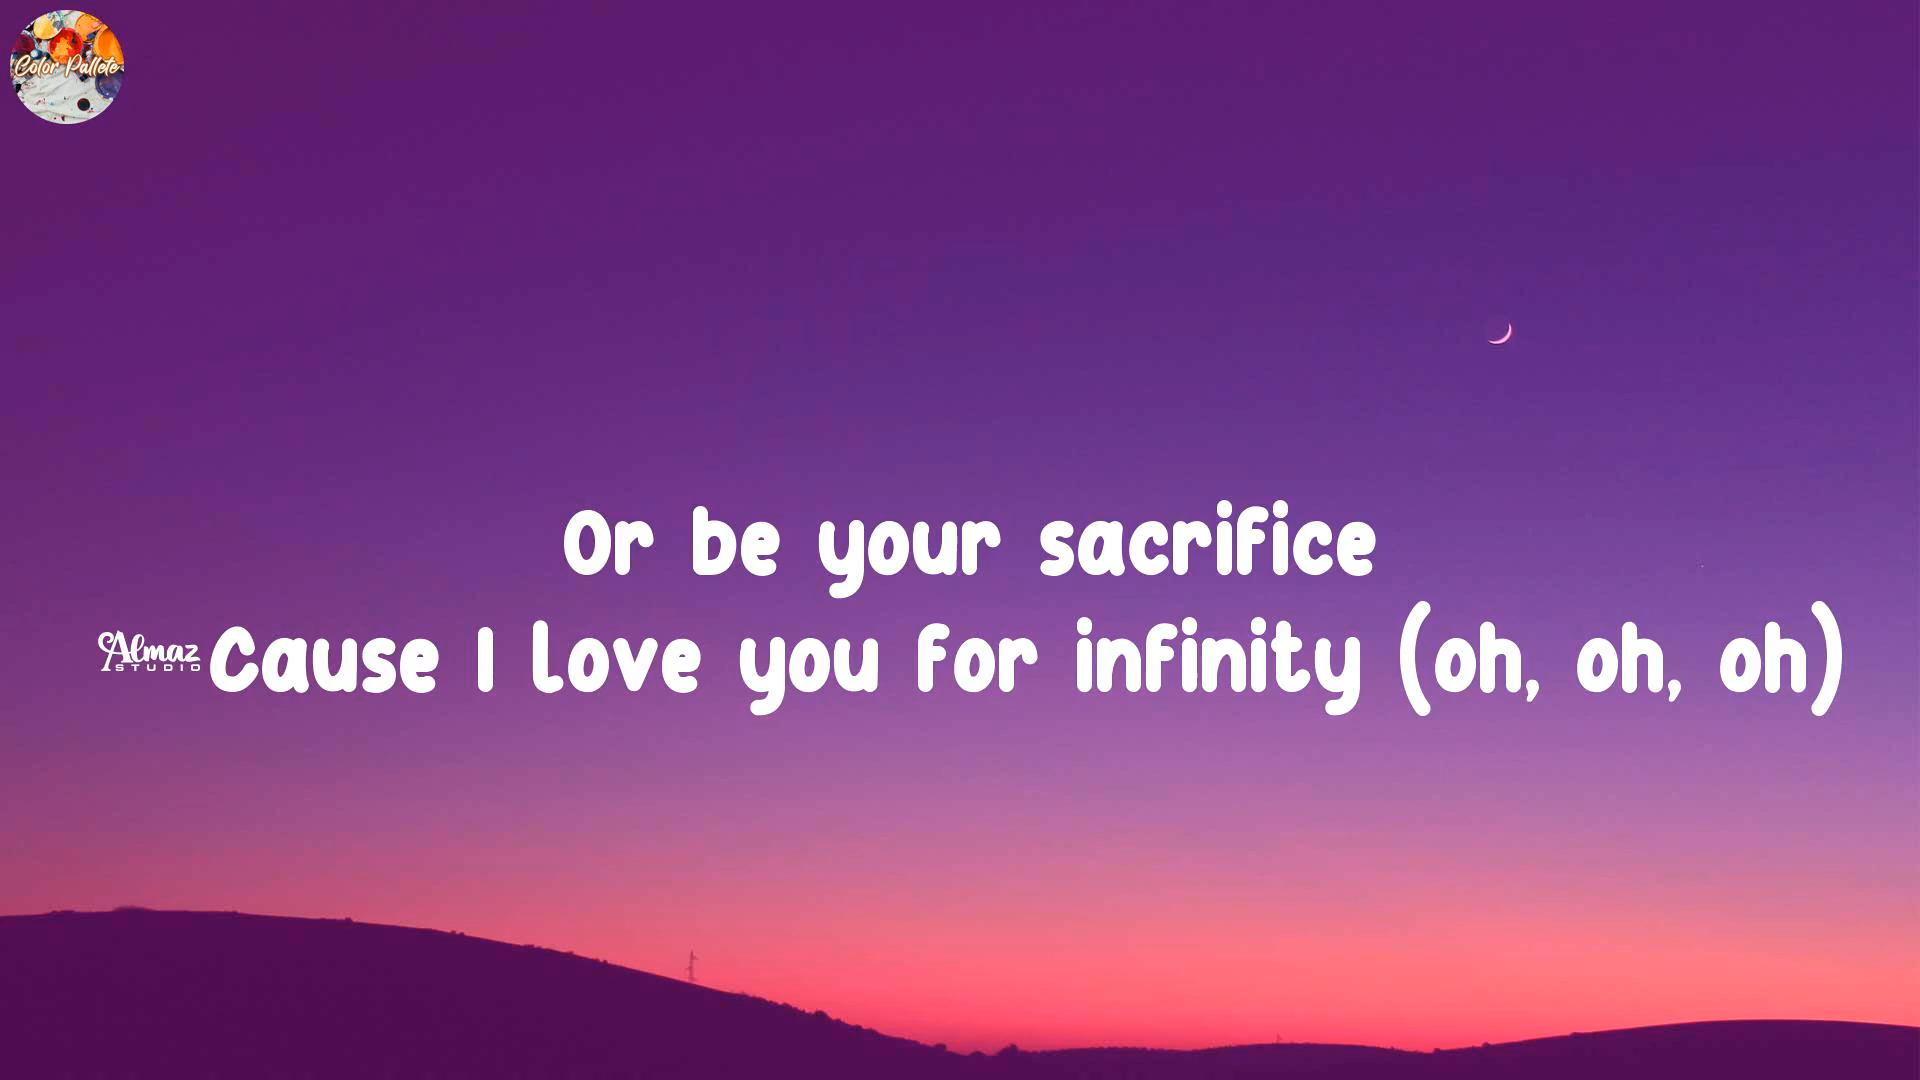 Color Pallete
Or be your sacrifice
Almaz
STUDIO
Cause I love you for infinity (oh, oh, oh)